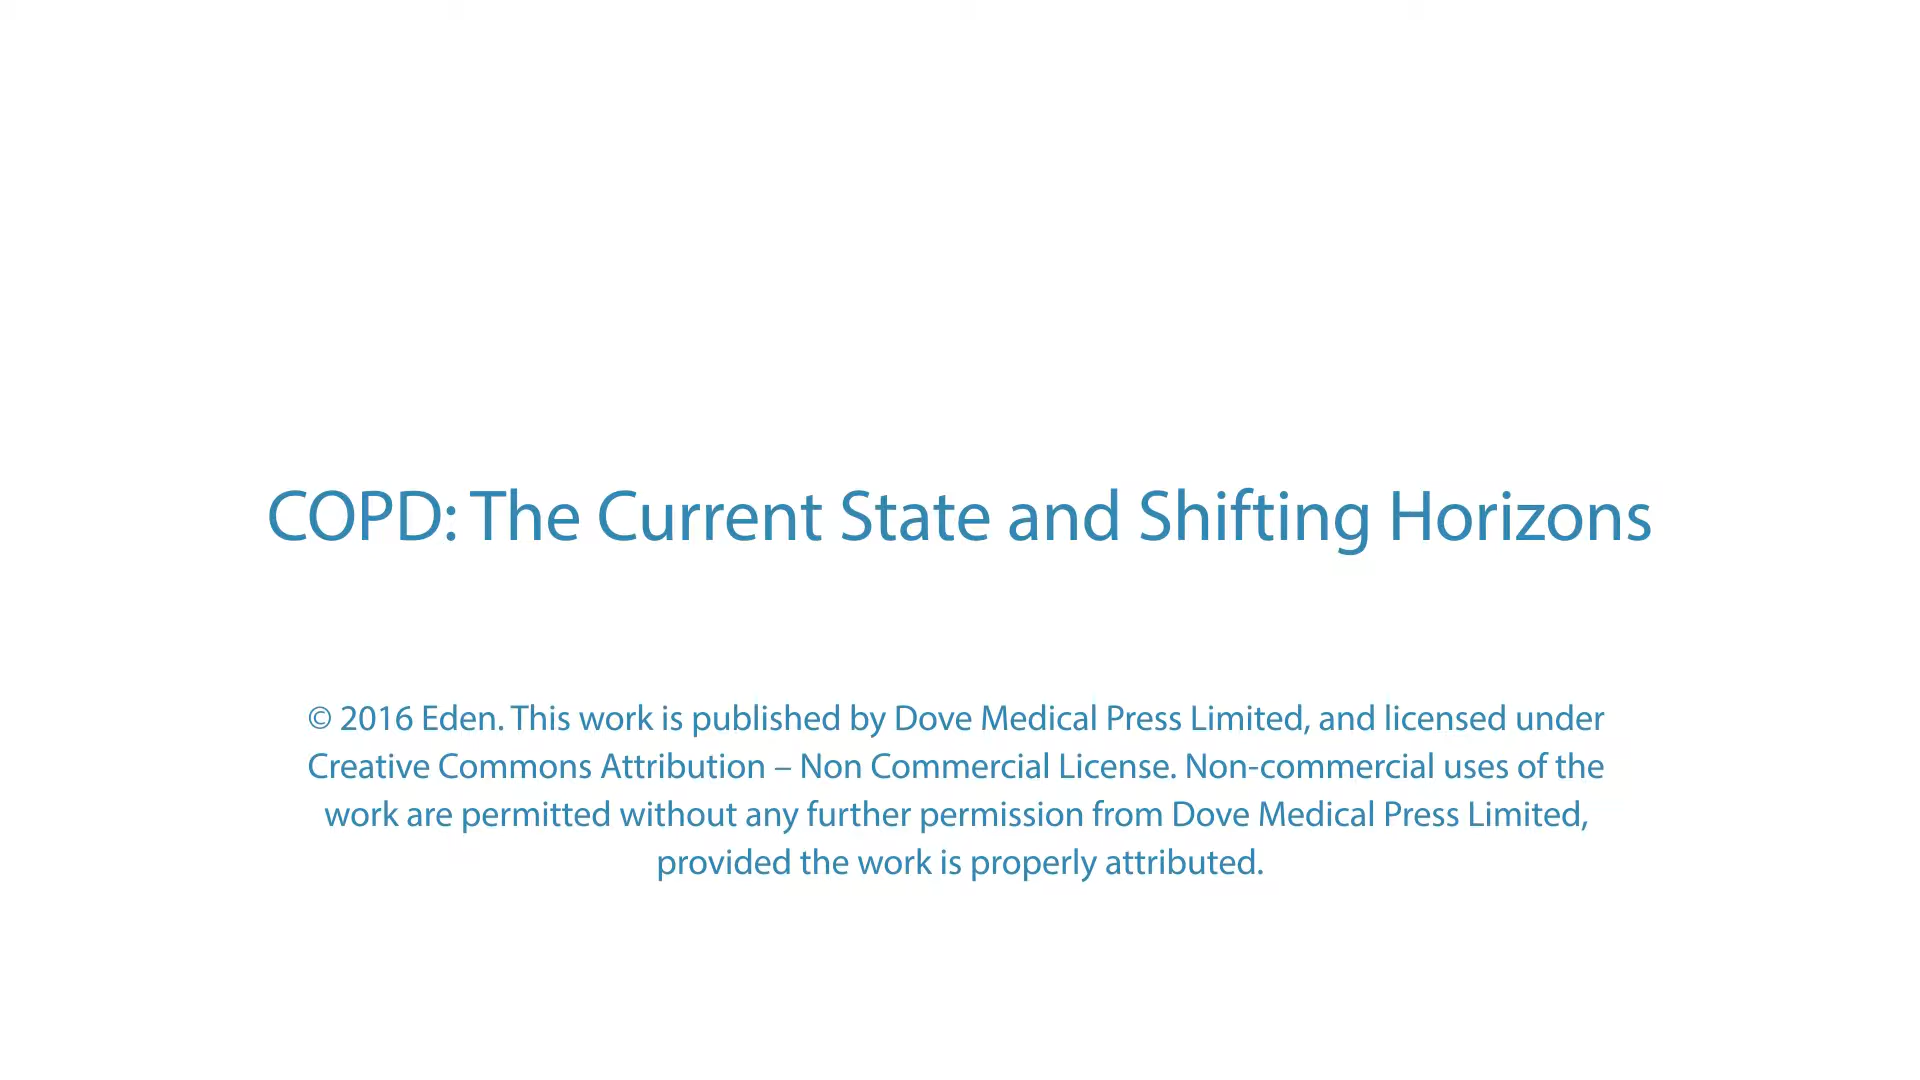 COPD: The Current State and Shifting Horizons
© 2016 Eden. This work is published by Dove Medical Press Limited, and licensed under
Creative Commons Attribution – Non Commercial License. Non-commercial uses of the
work are permitted without any further permission from Dove Medical Press Limited,
provided the work is properly attributed.